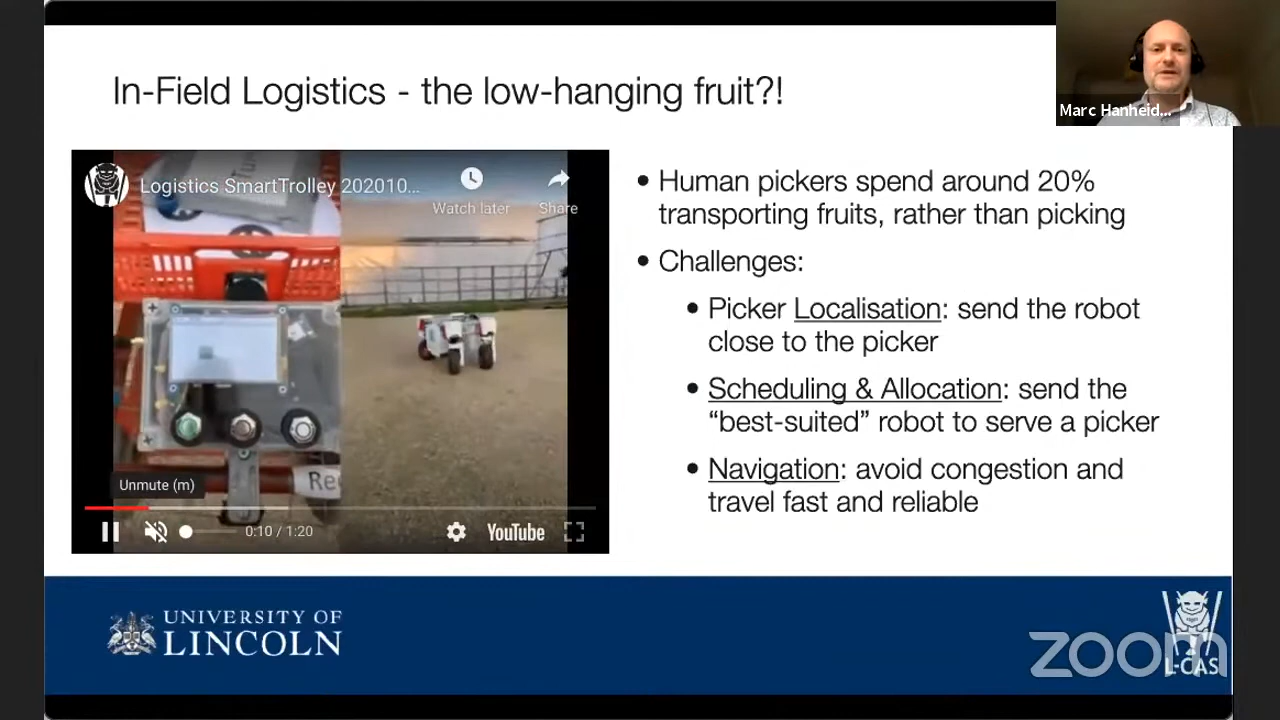 In-Field Logistics - the low-hanging fruit?!
Marc Hanheid...
Logistics SmartTrolley 202010...
Watch later
Share
Unmute (m)
0:10 / 1:20
YouTube
• Human pickers spend around 20%
transporting fruits, rather than picking
• Challenges:
• Picker Localisation: send the robot
close to the picker
• Scheduling & Allocation: send the
“best-suited” robot to serve a picker
• Navigation: avoid congestion and
travel fast and reliable
UNIVERSITY OF
LINCOLN
zoom
L-CAS